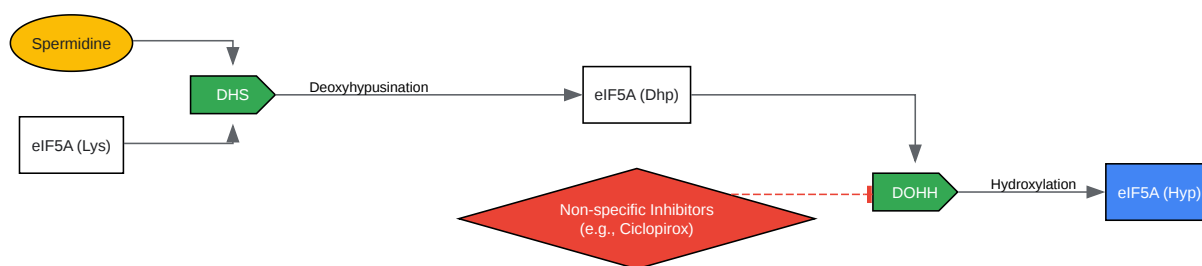 Spermidine
DHS
Deoxyhypusination
eIF5A (Dhp)
eIF5A (Lys)
Non-specific Inhibitors
(e.g., Ciclopirox)
DOHH
Hydroxylation
eIF5A (Hyp)